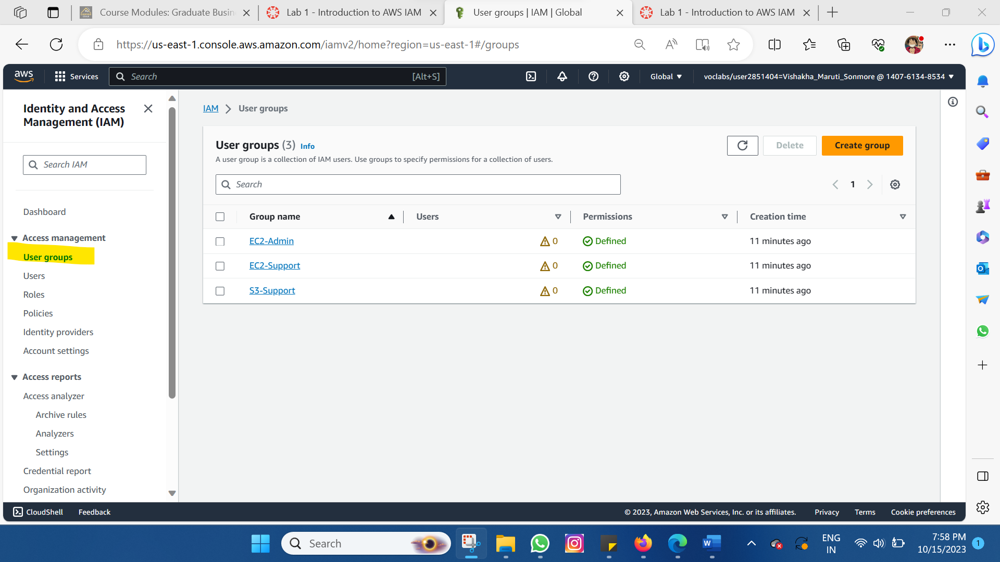 Course Modules: Graduate Busin
Lab 1 - Introduction to AWS IAM
User groups | IAM | Global
Lab 1 - Introduction to AWS IAM
https://us-east-1.console.aws.amazon.com/iamv2/home?region=us-east-1#/groups
aws
Services
Search
[Alt+S]
Global
voclabs/user2851404=Vishakha_Maruti_Sonmore @ 1407-6134-8534
Identity and Access
Management (IAM)
Search IAM
Dashboard
Access management
User groups
Users
Roles
Policies
Identity providers
Account settings
Access reports
Access analyzer
Archive rules
Analyzers
Settings
Credential report
Organization activity
IAM > User groups
User groups (3) Info
A user group is a collection of IAM users. Use groups to specify permissions for a collection of users.
Delete
Create group
Search
1
Group name Users Permissions Creation time
EC2-Admin 0 Defined 11 minutes ago
EC2-Support 0 Defined 11 minutes ago
S3-Support 0 Defined 11 minutes ago
CloudShell Feedback
© 2023, Amazon Web Services, Inc. or its affiliates. Privacy Terms Cookie preferences
Search
ENG
IN
7:58 PM
10/15/2023
1